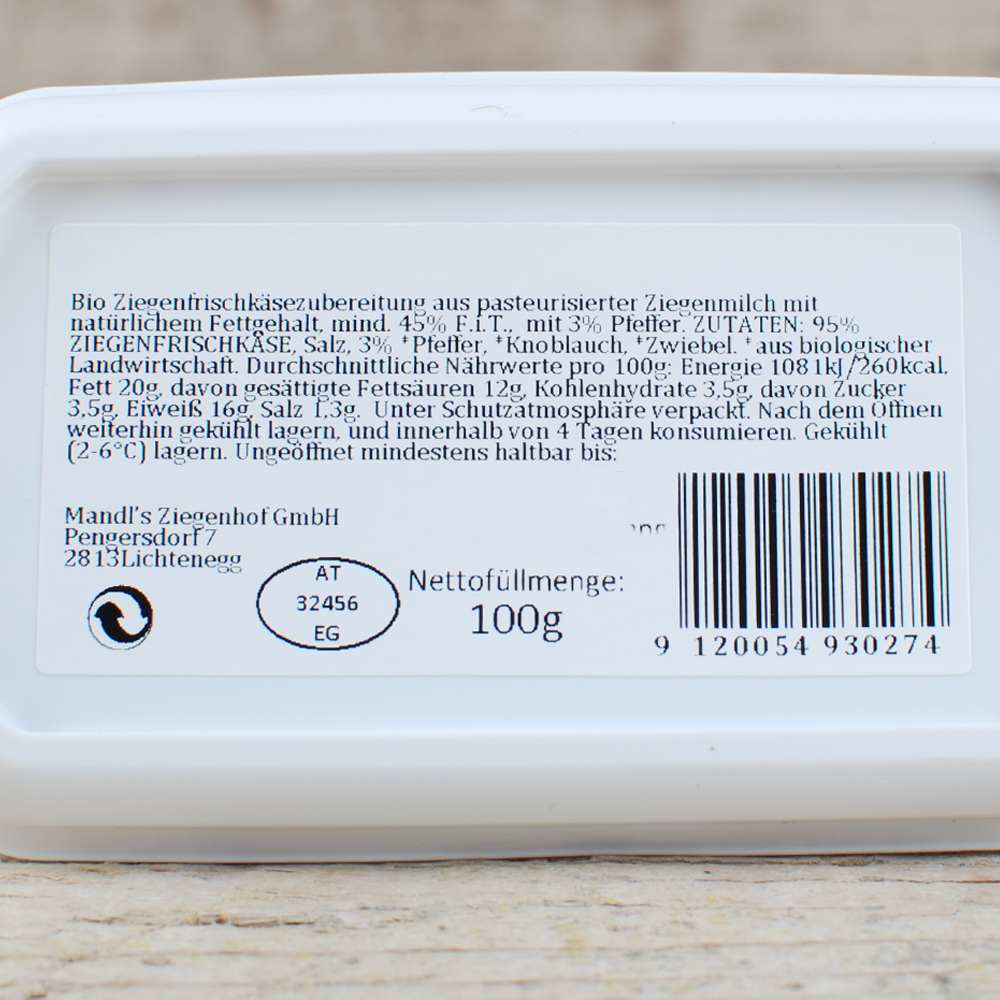 Bio Ziegenfrischkäsezubereitung aus pasteurisierter Ziegenmilch mit
natürlichem Fettgehalt, mind. 45% F.i.T., mit 3% Pfeffer. ZUTATEN: 95%
ZIEGENFRISCHKÄSE, Salz, 3% *Pfeffer, *Knoblauch, *Zwiebel. *aus biologischer
Landwirtschaft. Durchschnittliche Nährwerte pro 100g: Energie 1081kJ/260kcal.
Fett 20g, davon gesättigte Fettsäuren 12g, Kohlenhydrate 3,5g, davon Zucker
3,5g, Eiweiß 16g, Salz 1,3g. Unter Schutzatmosphäre verpackt. Nach dem Öffnen
weiterhin gekühlt lagern, und innerhalb von 4 Tagen konsumieren. Gekühlt
(2-6°C) lagern. Ungeöffnet mindestens haltbar bis:
Mandl's Ziegenhof GmbH
Pengersdorf 7
2813Lichtenegg
AT
32456
EG
Nettofüllmenge:
100g
9 120054 930274